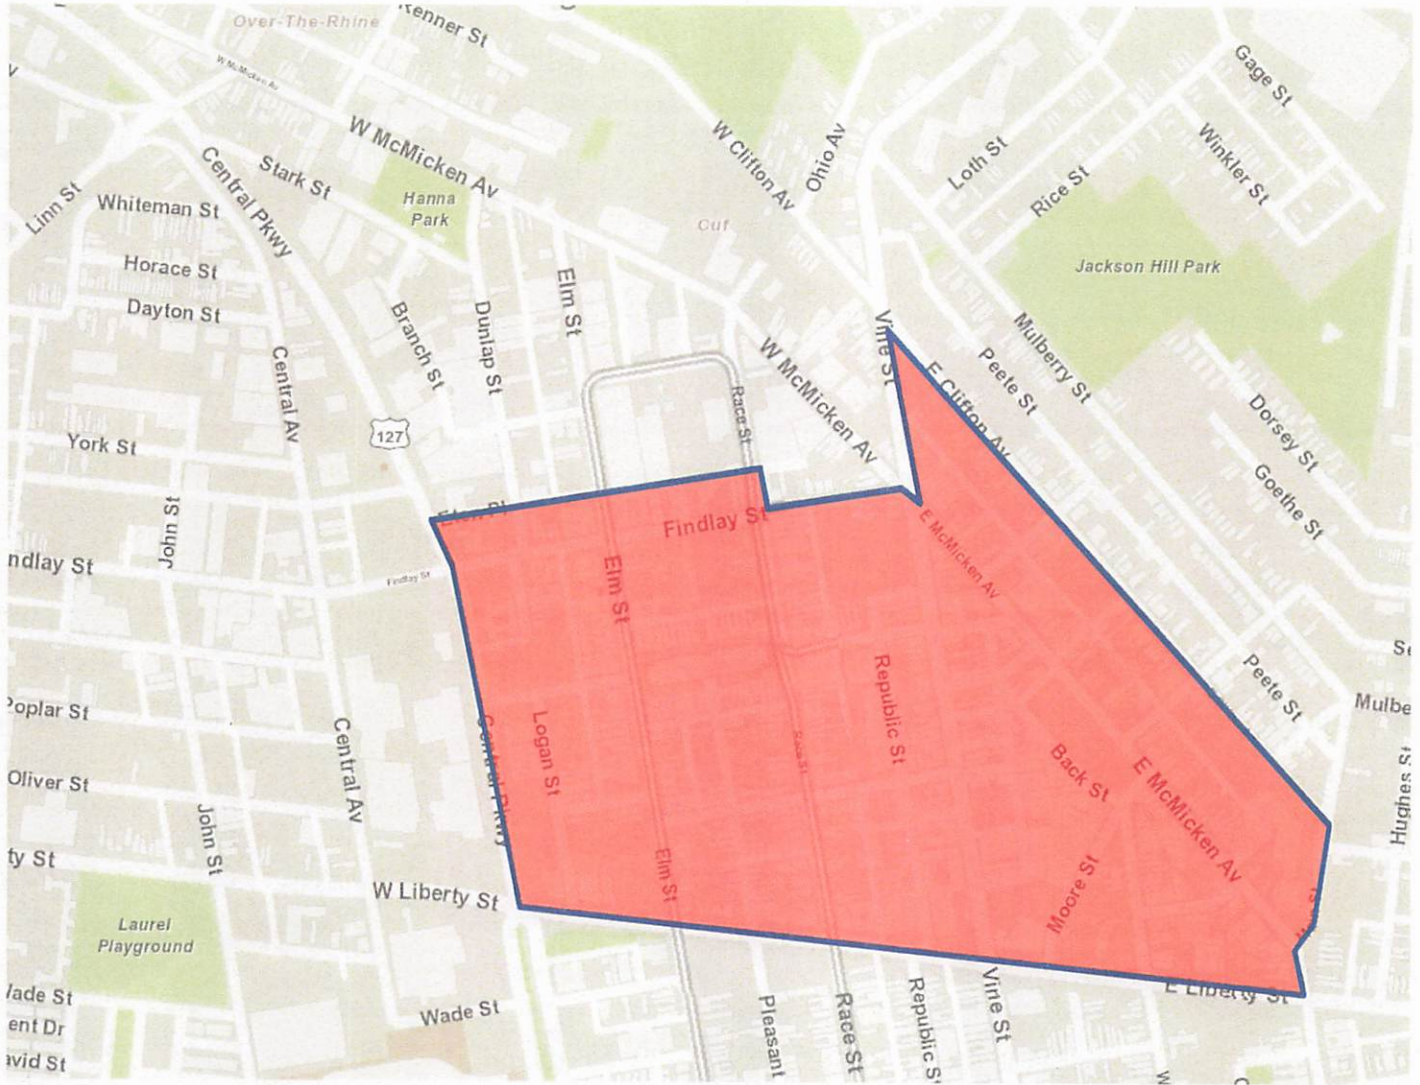 Over-The-Rhine
Renner St
W McMicken Av
Gage St
W McMicken Av
W Clifton Av
Ohio Av
Loth St
Winkler St
Rice St
Linn St
Whiteman St
Central Pkwy
Stark St
Hanna
Park
Cuf
Jackson Hill Park
Horace St
Dayton St
Elm St
Branch St
Dunlap St
Vine St
Mulberry St
Peete St
W McMicken Av
E Clifton Av
Central Av
Race St
127
York St
Dorsey St
Goethe St
John St
Findlay St
E McMicken Av
ndlay St
Findlay St
Elm St
Peete St
Republic St
Mulbe
Poplar St
Logan St
Central Av
Race St
Back St
E McMicken Av
Hughes St
Oliver St
John St
ty St
W Liberty St
Elm St
Moore St
Laurel
Playground
E Liberty St
Wade St
Pleasant
Race St
Republic S
Vine St
ent Dr
avid St
Wade St